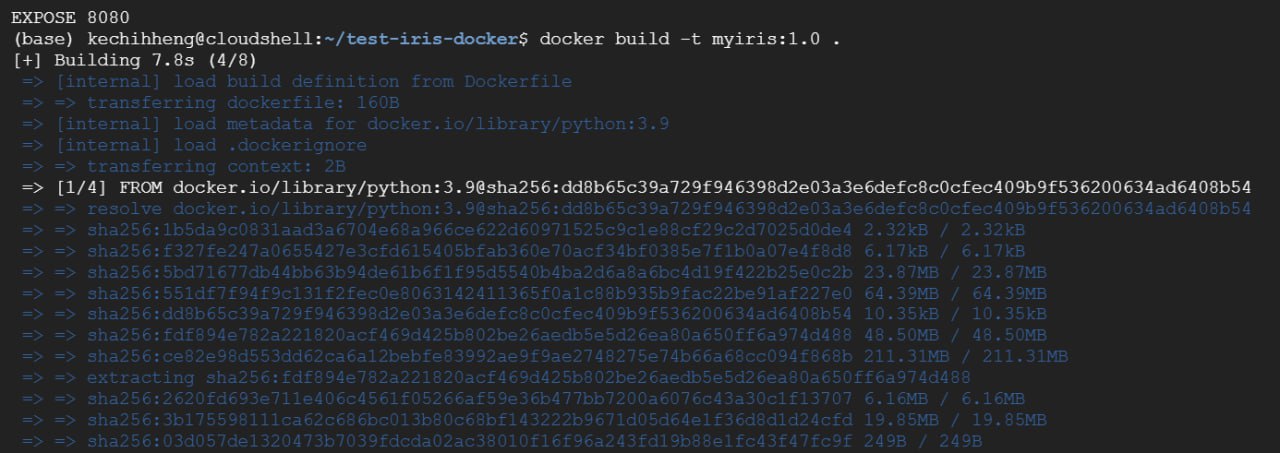 EXPOSE 8080
(base) kechihheng@cloudshell:~/test-iris-docker$ docker build -t myiris:1.0 .
[+] Building 7.8s (4/8)
=> [internal] load build definition from Dockerfile
=> => transferring dockerfile: 160B
=> [internal] load metadata for docker.io/library/python:3.9
=> [internal] load .dockerignore
=> => transferring context: 2B
=> [1/4] FROM docker.io/library/python:3.9@sha256:dd8b65c39a729f946398d2e03a3e6defc8c0cfec409b9f536200634ad6408b54
=> => resolve docker.io/library/python:3.9@sha256:dd8b65c39a729f946398d2e03a3e6defc8c0cfec409b9f536200634ad6408b54
=> => sha256:1b5da9c0831aad3a6704e68a966ce622d60971525c9c1e88cf29c2d7025d0de4 2.32kB / 2.32kB
=> => sha256:f327fe247a0655427e3cfd615405bfab360e70acf34bf0385e7f1b0a07e4f8d8 6.17kB / 6.17kB
=> => sha256:5bd71677db44bb63b94de61b6f1f95d5540b4ba2d6a8a6bc4d19f422b25e0c2b 23.87MB / 23.87MB
=> => sha256:551df7f94f9c131f2fec0e8063142411365f0a1c88b935b9fac22be91af227e0 64.39MB / 64.39MB
=> => sha256:dd8b65c39a729f946398d2e03a3e6defc8c0cfec409b9f536200634ad6408b54 10.35kB / 10.35kB
=> => sha256:fdf894e782a221820acf469d425b802be26aedb5e5d26ea80a650ff6a974d488 48.50MB / 48.50MB
=> => sha256:ce82e98d553dd62ca6a12bebfe83992ae9f9ae2748275e74b66a68cc094f868b 211.31MB / 211.31MB
=> => extracting sha256:fdf894e782a221820acf469d425b802be26aedb5e5d26ea80a650ff6a974d488
=> => sha256:2620fd693e711e406c4561f05266af59e36b477bb7200a6076c43a30c1f13707 6.16MB / 6.16MB
=> => sha256:3b175598111ca62c686bc013b80c68bf143222b9671d05d64e1f36d8d1d24cfd 19.85MB / 19.85MB
=> => sha256:03d057de1320473b7039fdcda02ac38010f16f96a243fd19b88e1fc43f47fc9f 249B / 249B